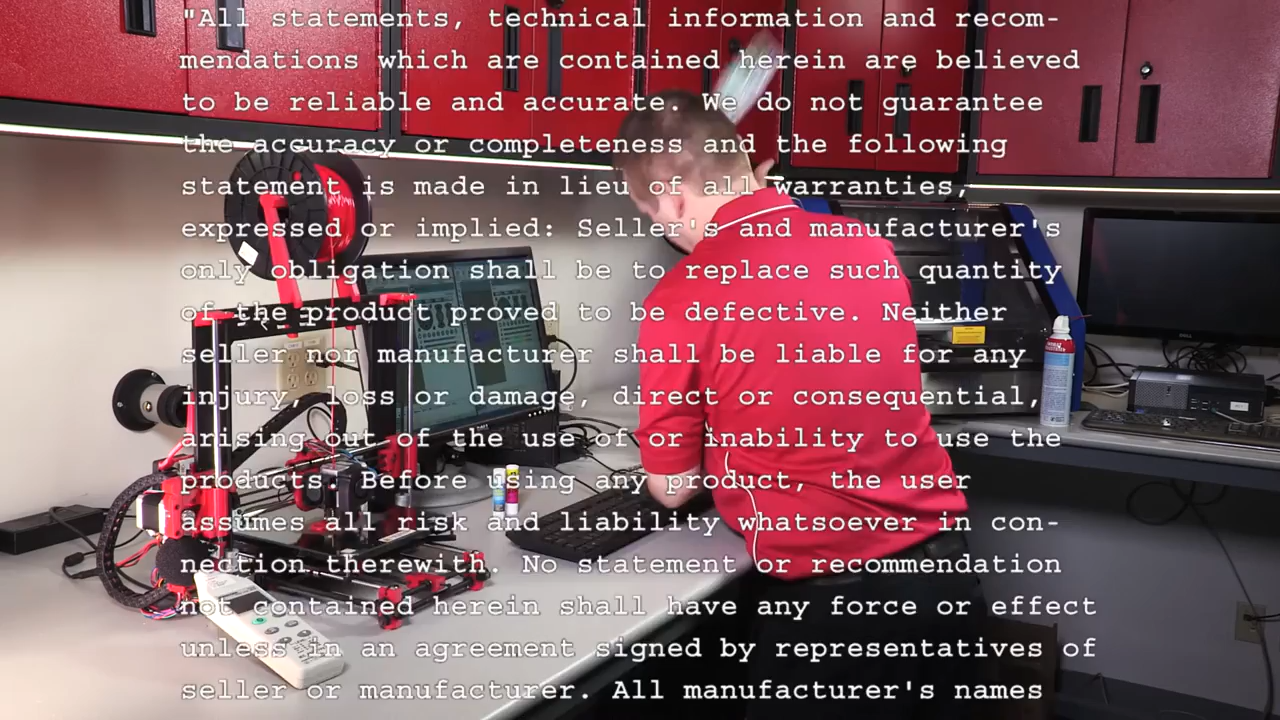 "All statements, technical information and recom-
mendations which are contained herein are believed
to be reliable and accurate. We do not guarantee
the accuracy or completeness and the following
statement is made in lieu of all warranties,
expressed or implied: Seller's and manufacturer's
only obligation shall be to replace such quantity
of the product proved to be defective. Neither
seller nor manufacturer shall be liable for any
injury, loss or damage, direct or consequential,
arising out of the use of or inability to use the
products. Before using any product, the user
assumes all risk and liability whatsoever in con-
nection therewith. No statement or recommendation
not contained herein shall have any force or effect
unless in an agreement signed by representatives of
seller or manufacturer. All manufacturer's names